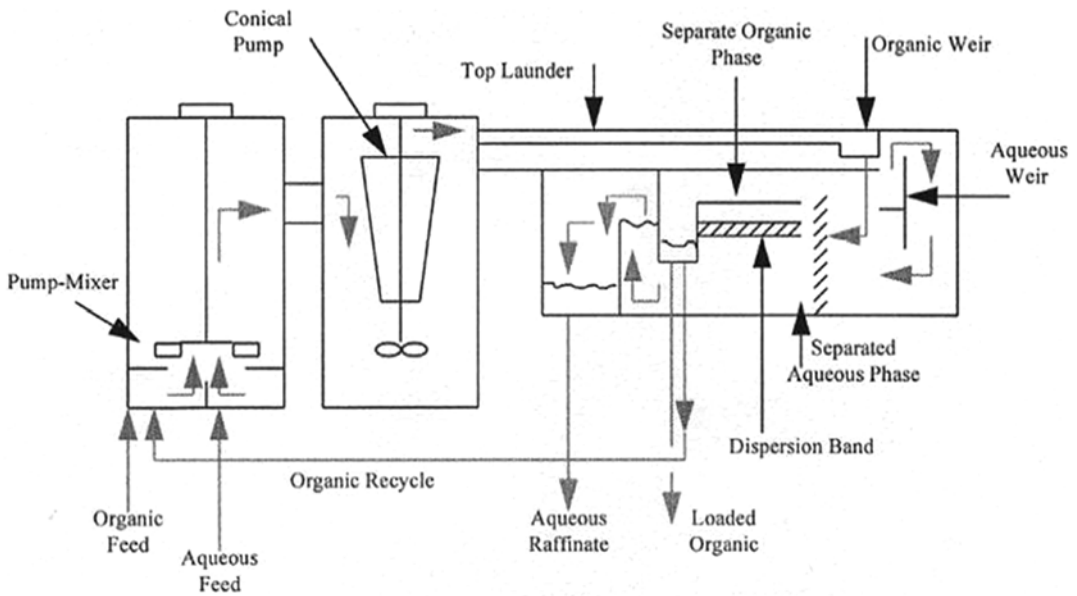 Conical
Pump
Separate Organic
Phase
Organic Weir
Top Launder
Aqueous
Weir
Pump-Mixer
Separated
Aqueous Phase
Dispersion Band
Organic Recycle
Organic
Feed
Aqueous
Feed
Aqueous
Raffinate
Loaded
Organic